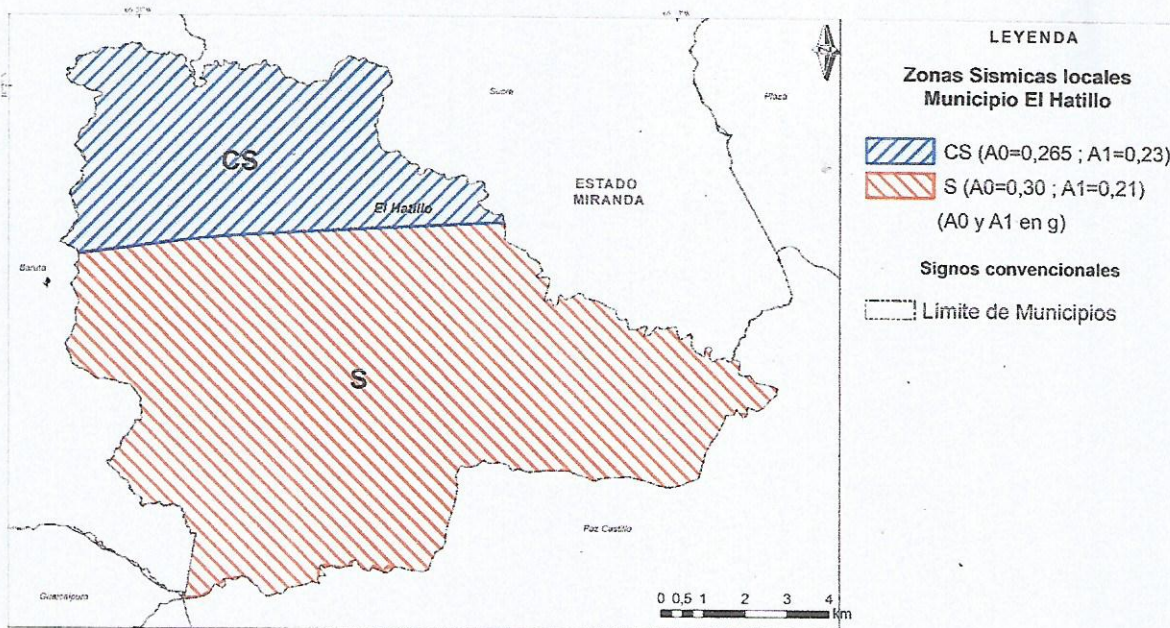 Sucre
Plaza
CS
ESTADO
MIRANDA
El Hatillo
Baruta
S
Paz Castillo
Guaicaipuro
0 0,5 1 2 3 4
km
LEYENDA
Zonas Sismicas locales
Municipio El Hatillo
CS (A0=0,265 ; A1=0,23)
S (A0=0,30 ; A1=0,21)
(A0 y A1 en g)
Signos convencionales
Límite de Municipios